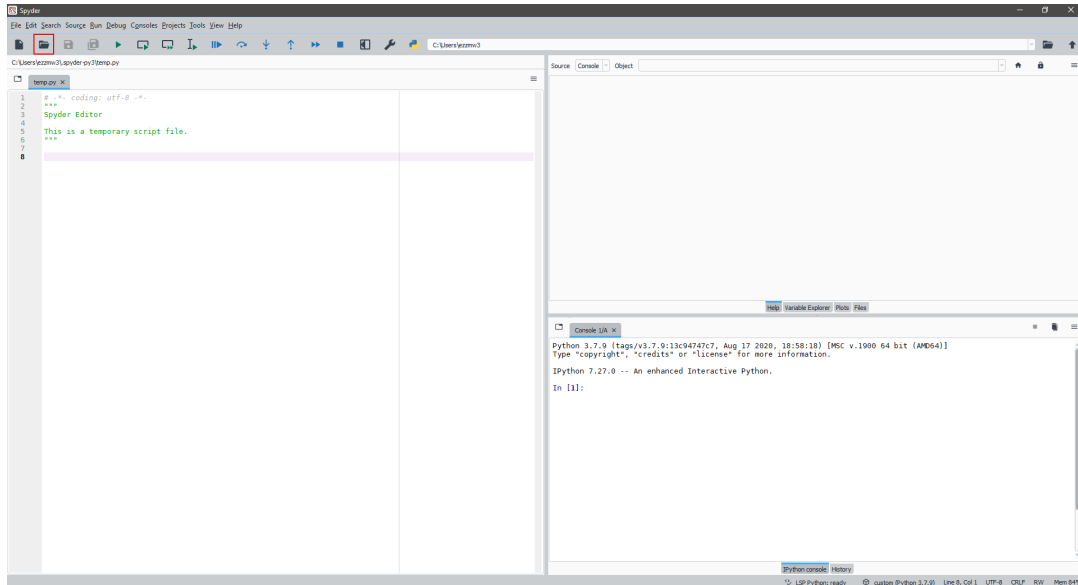 Spyder
File Edit Search Source Run Debug Consoles Projects Tools View Help
C:\Users\ezzmw3
C:\Users\ezzmw3\.spyder-py3\temp.py
temp.py
1 # -*- coding: utf-8 -*-
2 """
3 Spyder Editor
4
5 This is a temporary script file.
6 """
7
8
Source Console Object
Help Variable Explorer Plots Files
Console 1/A
Python 3.7.9 (tags/v3.7.9:13c94747c7, Aug 17 2020, 18:58:18) [MSC v.1900 64 bit (AMD64)]
Type "copyright", "credits" or "license" for more information.
IPython 7.27.0 -- An enhanced Interactive Python.
In [1]:
IPython console History
LSP Python: ready custom (Python 3.7.9) Line 8, Col 1 UTF-8 CRLF RW Mem